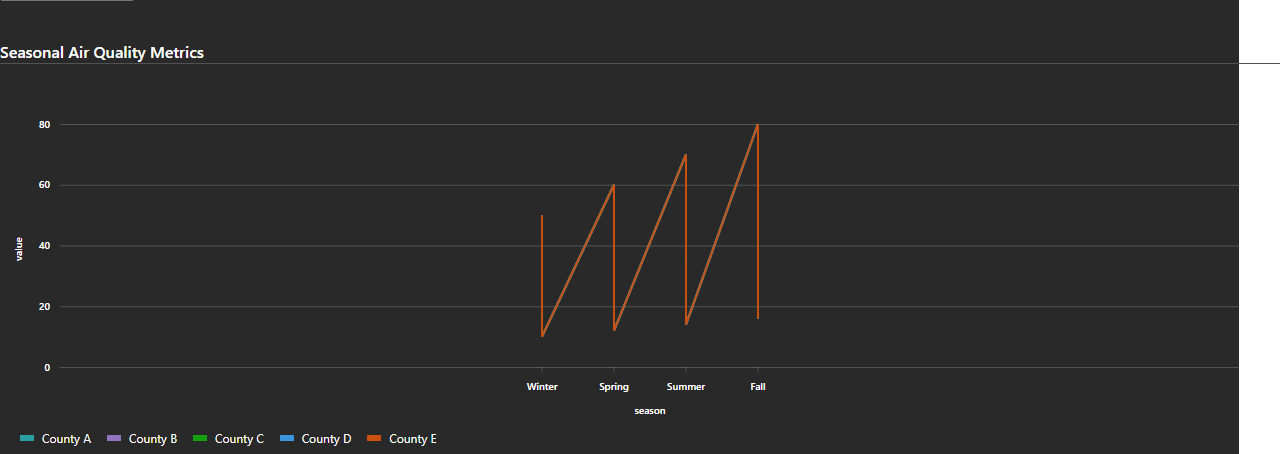 Seasonal Air Quality Metrics
80
60
40
20
0
value
Winter Spring Summer Fall
season
County A County B County C County D County E